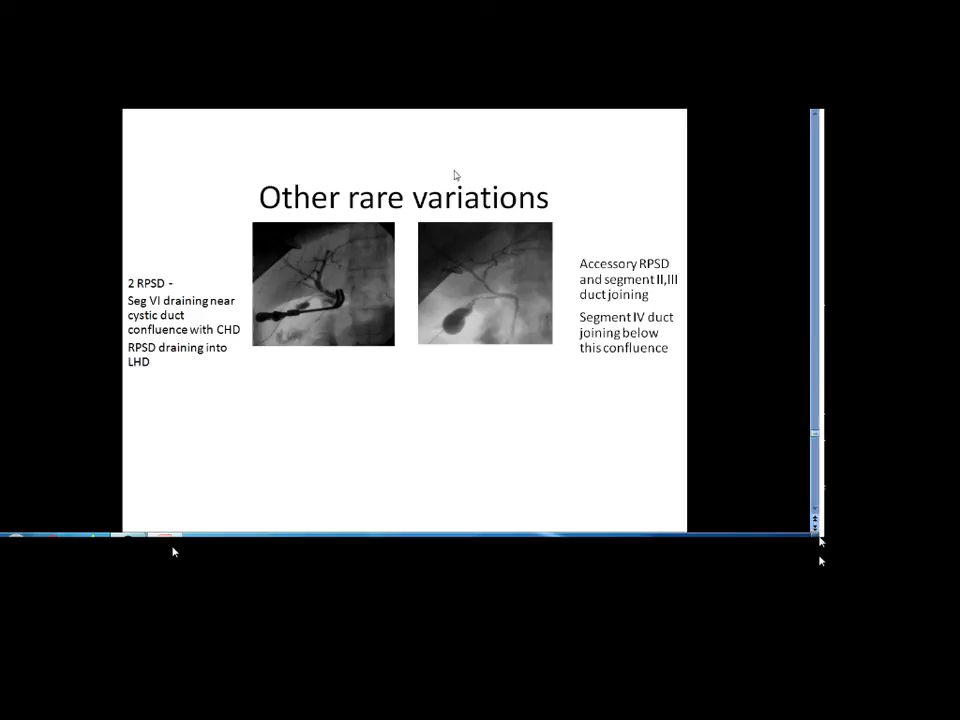 Other rare variations
2 RPSD -
Seg VI draining near
cystic duct
confluence with CHD
RPSD draining into
LHD
Accessory RPSD
and segment II,III
duct joining
Segment IV duct
joining below
this confluence